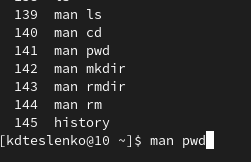 139 man ls
140 man cd
141 man pwd
142 man mkdir
143 man rmdir
144 man rm
145 history
[kdteslenko@10 ~]$ man pwd